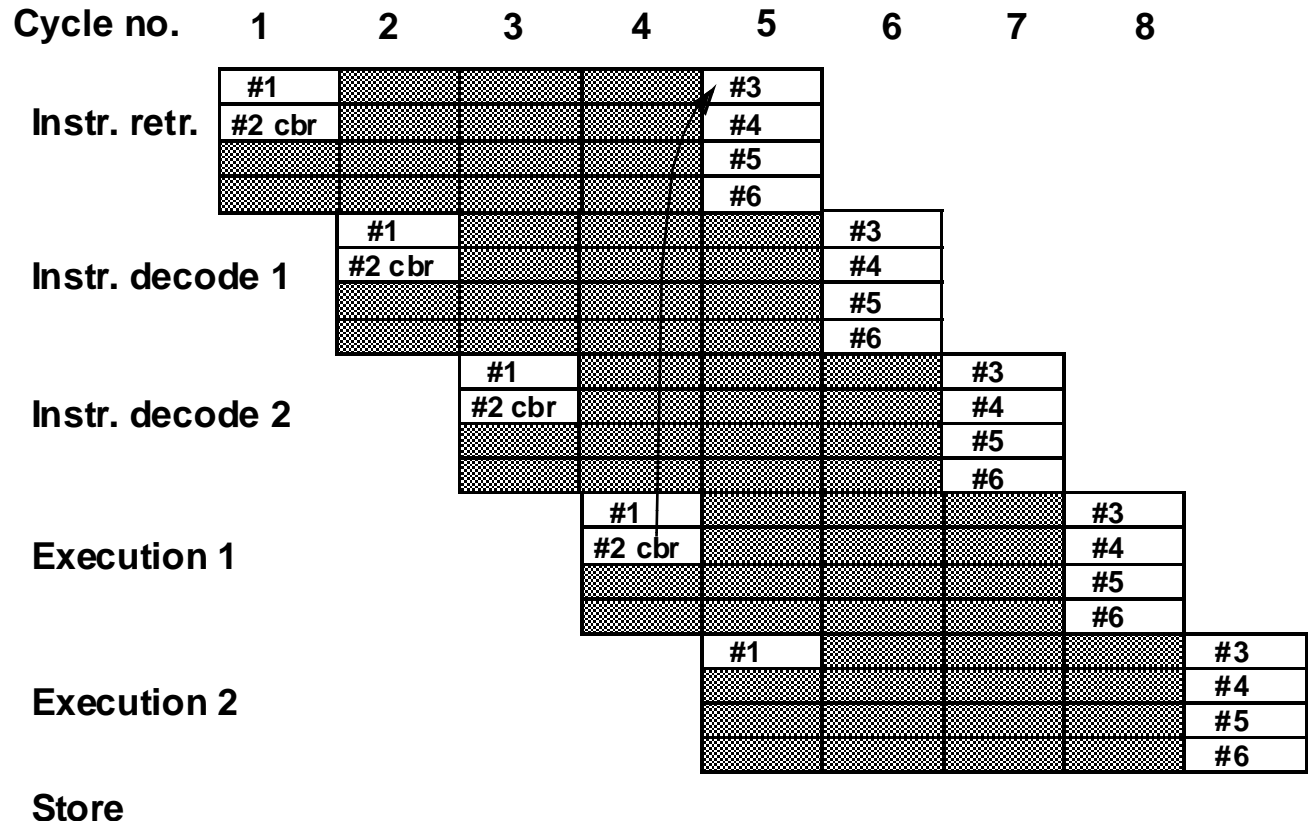 Cycle no. 1 2 3 4 5 6 7 8
#1 #3
Instr. retr. #2 cbr #4
#5
#6
#1 #3
Instr. decode 1 #2 cbr #4
#5
#6
#1 #3
Instr. decode 2 #2 cbr #4
#5
#6
#1 #3
Execution 1 #2 cbr #4
#5
#6
#1 #3
Execution 2 #4
#5
#6
Store